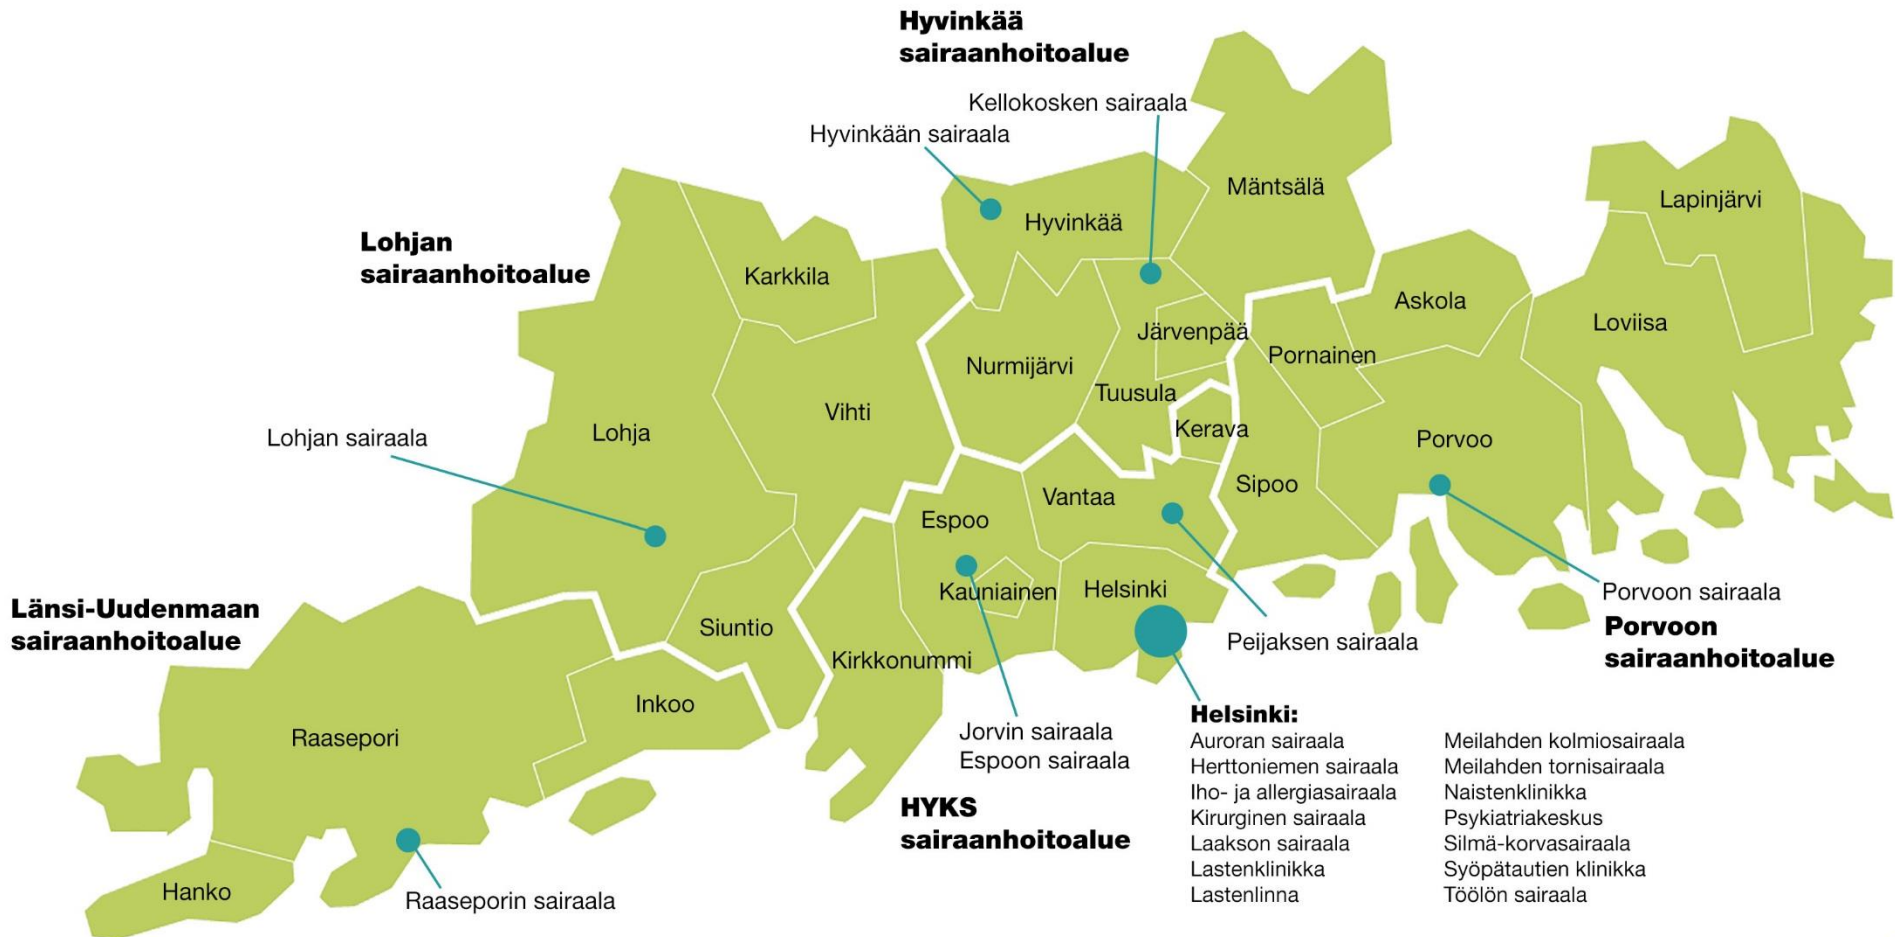 Hyvinkää
sairaanhoitoalue
Kellokosken sairaala
Hyvinkään sairaala
Mäntsälä
Lapinjärvi
Hyvinkää
Lohjan
sairaanhoitoalue
Karkkila
Askola
Loviisa
Järvenpää
Pornainen
Nurmijärvi
Tuusula
Vihti
Kerava
Lohja
Lohjan sairaala
Porvoo
Sipoo
Vantaa
Espoo
Kauniainen
Helsinki
Porvoon sairaala
Porvoon
sairaanhoitoalue
Länsi-Uudenmaan
sairaanhoitoalue
Siuntio
Peijaksen sairaala
Kirkkonummi
Inkoo
Raasepori
Jorvin sairaala
Espoon sairaala
HYKS
sairaanhoitoalue
Hanko
Raaseporin sairaala
Helsinki:
Auroran sairaala
Herttoniemen sairaala
Iho- ja allergiasairaala
Kirurginen sairaala
Laakson sairaala
Lastenklinikka
Lastenlinna
Meilahden kolmiosairaala
Meilahden tornisairaala
Naistenklinikka
Psykiatriakeskus
Silmä-korvasairaala
Syöpätautien klinikka
Töölön sairaala